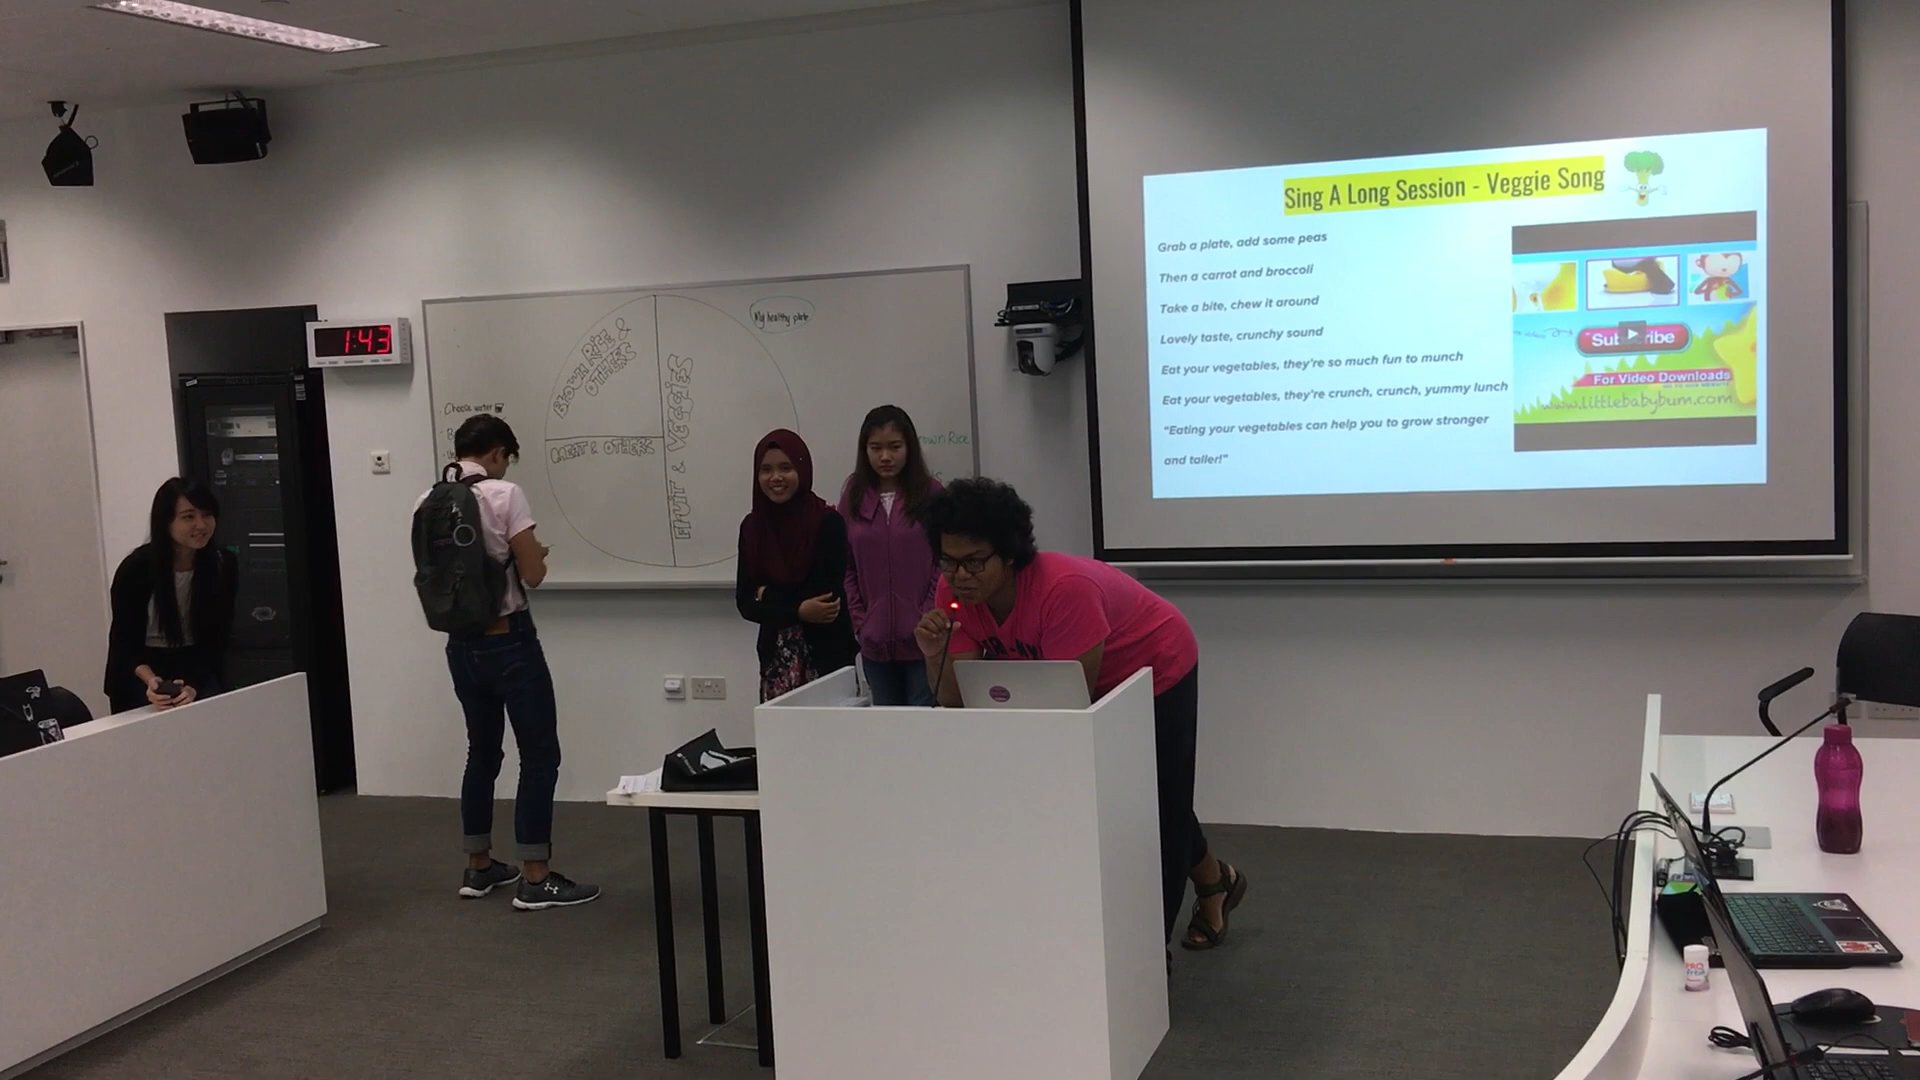 1:43
My healthy plate
BROWN RICE &
OTHERS
MEAT & OTHERS
FRUIT & VEGGIES
Choose water
Brown Rice
Sing A Long Session - Veggie Song
Grab a plate, add some peas
Then a carrot and broccoli
Take a bite, chew it around
Lovely taste, crunchy sound
Eat your vegetables, they're so much fun to munch
Eat your vegetables, they're crunch, crunch, yummy lunch
"Eating your vegetables can help you to grow stronger
and taller!"
Subscribe
For Video Downloads
www.littlebabybum.com